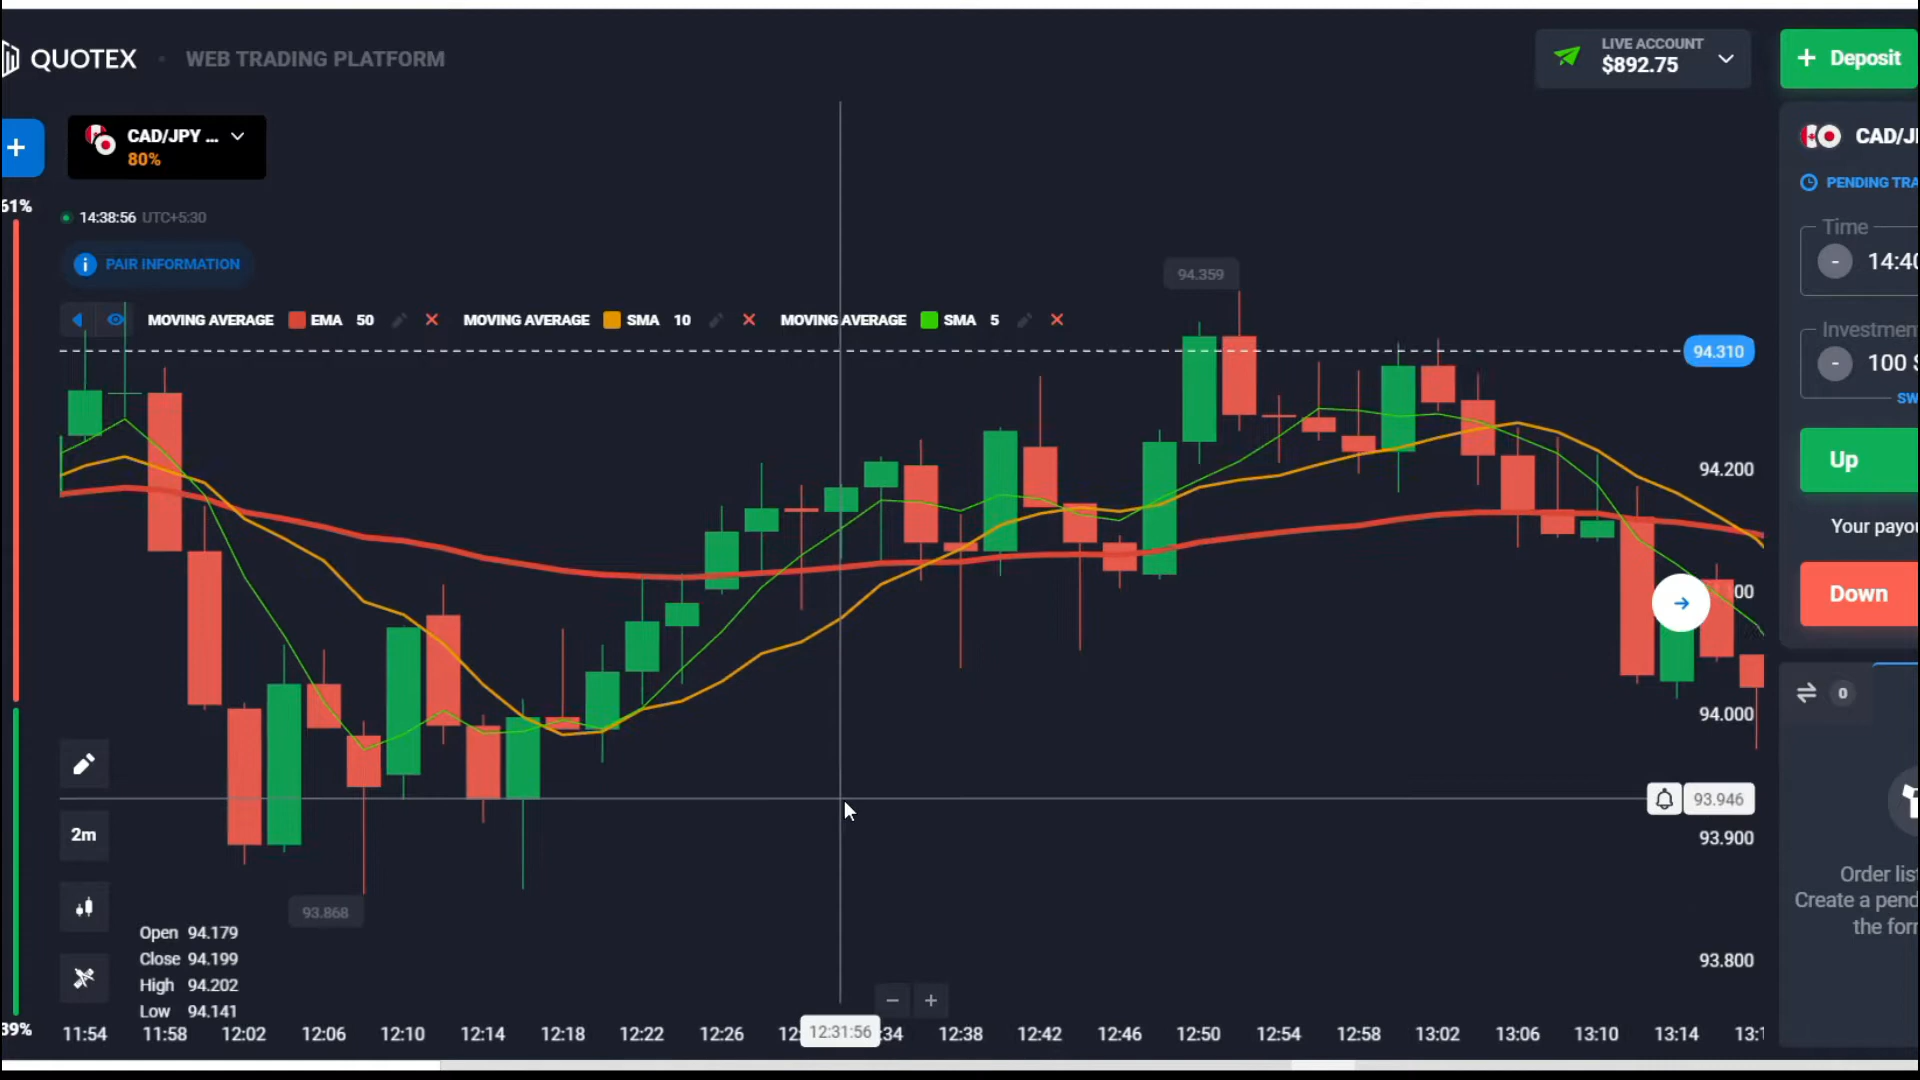 QUOTEX · WEB TRADING PLATFORM
LIVE ACCOUNT
$892.75
+ Deposit
+
CAD/JPY ...
80%
CAD/J
PENDING TRA
61%
14:38:56 UTC+5:30
Time
- 14:40
PAIR INFORMATION
94.359
MOVING AVERAGE EMA 50 MOVING AVERAGE SMA 10 MOVING AVERAGE SMA 5
94.310
Investmen
- 100 $
SW
94.200
Up
Your payo
Down
94.000
0
93.946
93.900
93.868
2m
Order lis
Create a pend
the for
93.800
Open 94.179
Close 94.199
High 94.202
Low 94.141
39%
11:54 11:58 12:02 12:06 12:10 12:14 12:18 12:22 12:26 12:31:56 :34 12:38 12:42 12:46 12:50 12:54 12:58 13:02 13:06 13:10 13:14 13:1